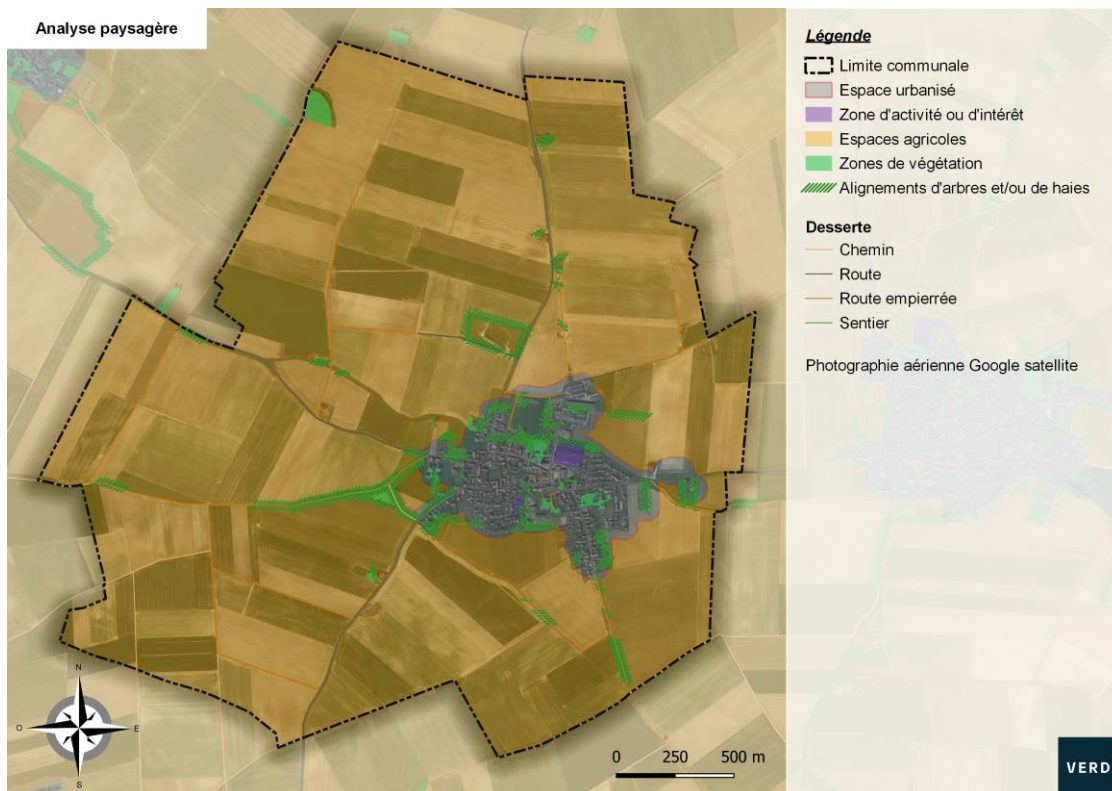 Analyse paysagère
Légende
Limite communale
Espace urbanisé
Zone d'activité ou d'intérêt
Espaces agricoles
Zones de végétation
Alignements d'arbres et/ou de haies
Desserte
Chemin
Route
Route empierrée
Sentier
Photographie aérienne Google satellite
N
O
E
S
0 250 500 m
VERD